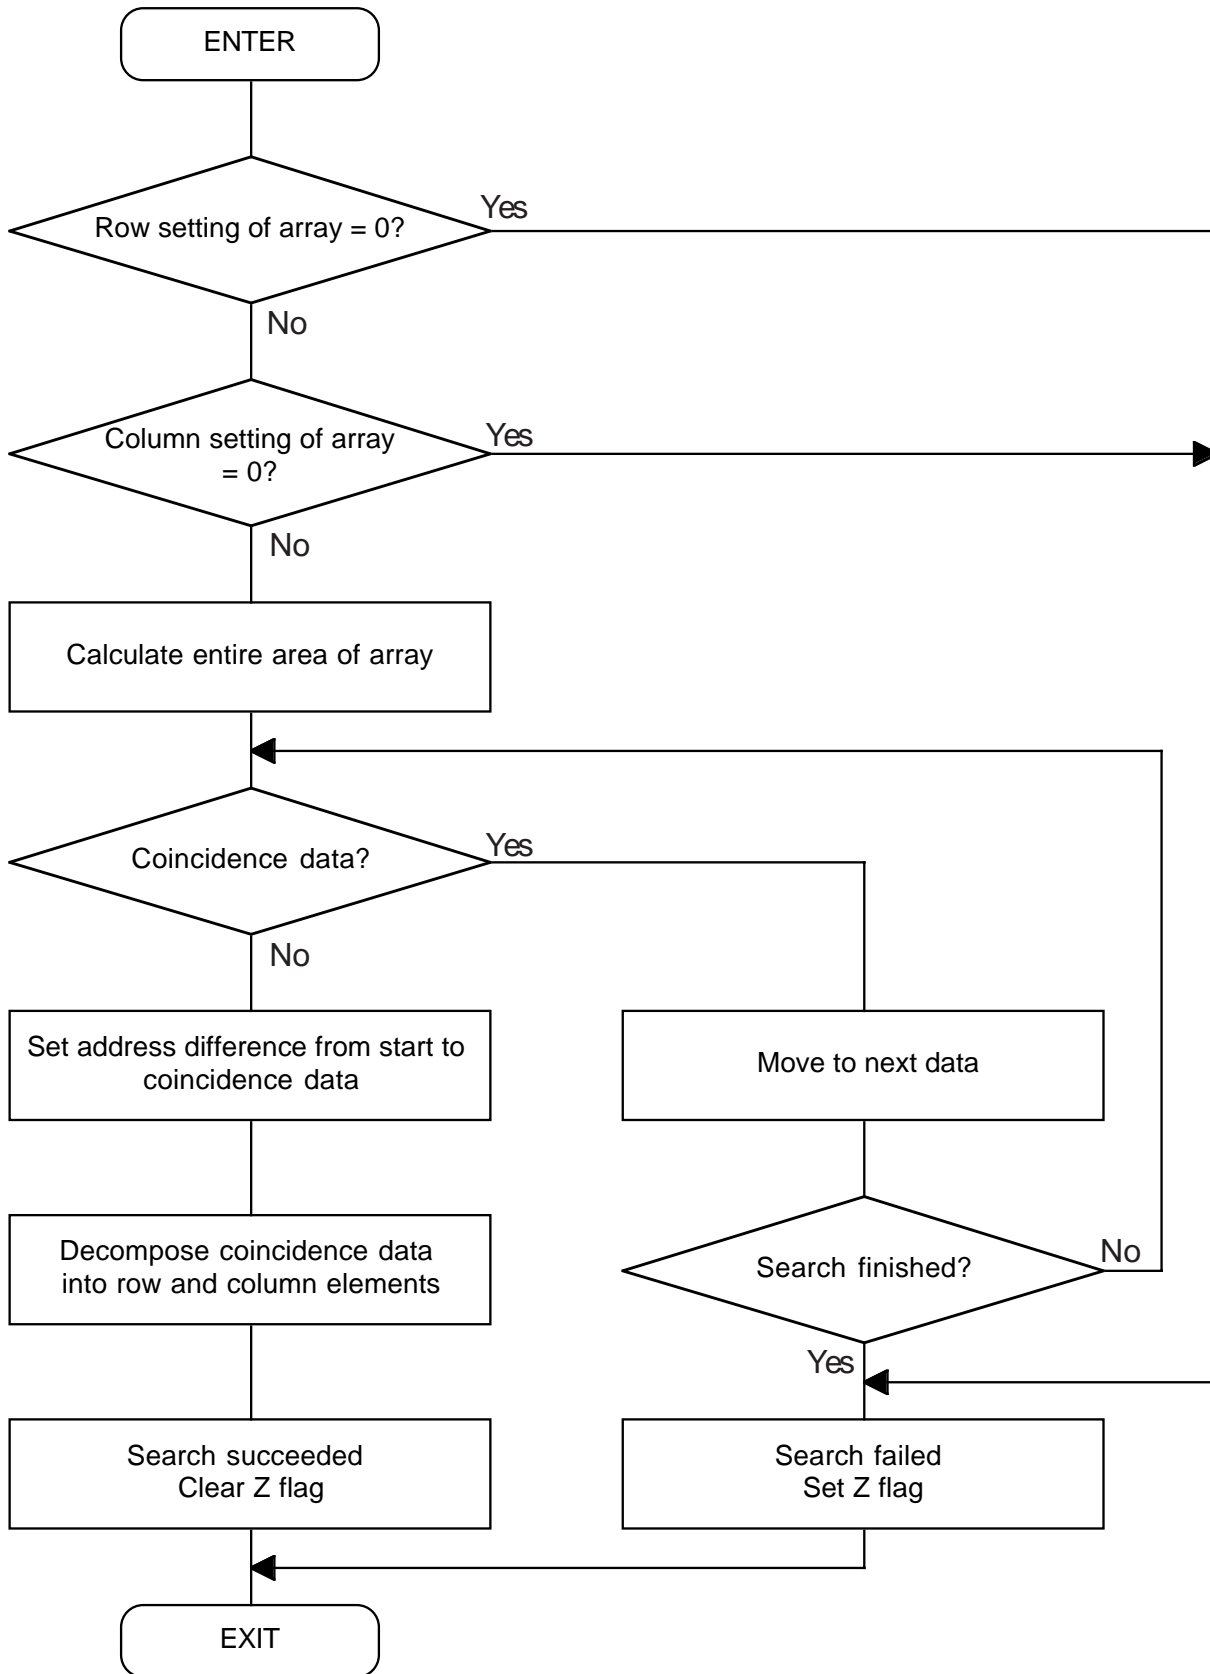 ENTER
Row setting of array = 0?
Yes
No
Column setting of array
= 0?
Yes
No
Calculate entire area of array
Coincidence data?
Yes
No
Set address difference from start to
coincidence data
Move to next data
Decompose coincidence data
into row and column elements
Search finished?
No
Yes
Search succeeded
Clear Z flag
Search failed
Set Z flag
EXIT